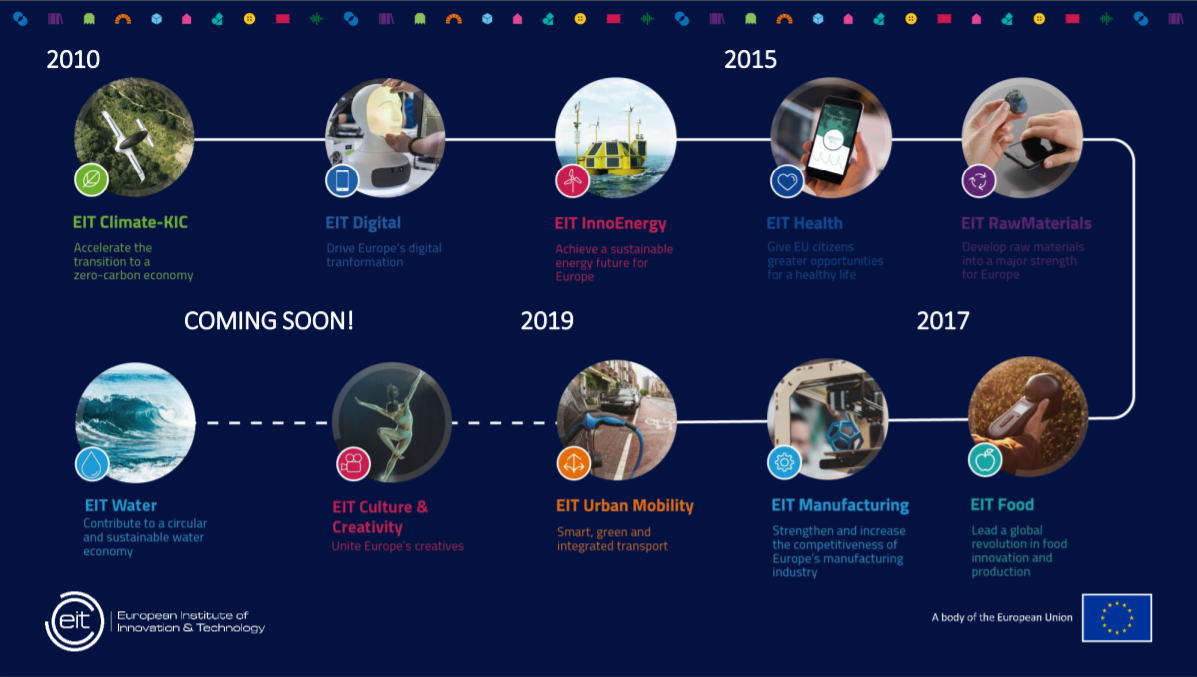 2010
2015
EIT Climate-KIC
Accelerate the
transition to a
zero-carbon economy
EIT Digital
Drive Europe's digital
tranformation
EIT InnoEnergy
Achieve a sustainable
energy future for
Europe
EIT Health
Give EU citizens
greater opportunities
for a healthy life
EIT RawMaterials
Develop raw materials
into a major strength
for Europe
COMING SOON!
2019
2017
EIT Water
Contribute to a circular
and sustainable water
economy
EIT Culture &
Creativity
Unite Europe's creatives
EIT Urban Mobility
Smart, green and
integrated transport
EIT Manufacturing
Strengthen and increase
the competitiveness of
Europe's manufacturing
industry
EIT Food
Lead a global
revolution in food
innovation and
production
eit
European Institute of
Innovation & Technology
A body of the European Union